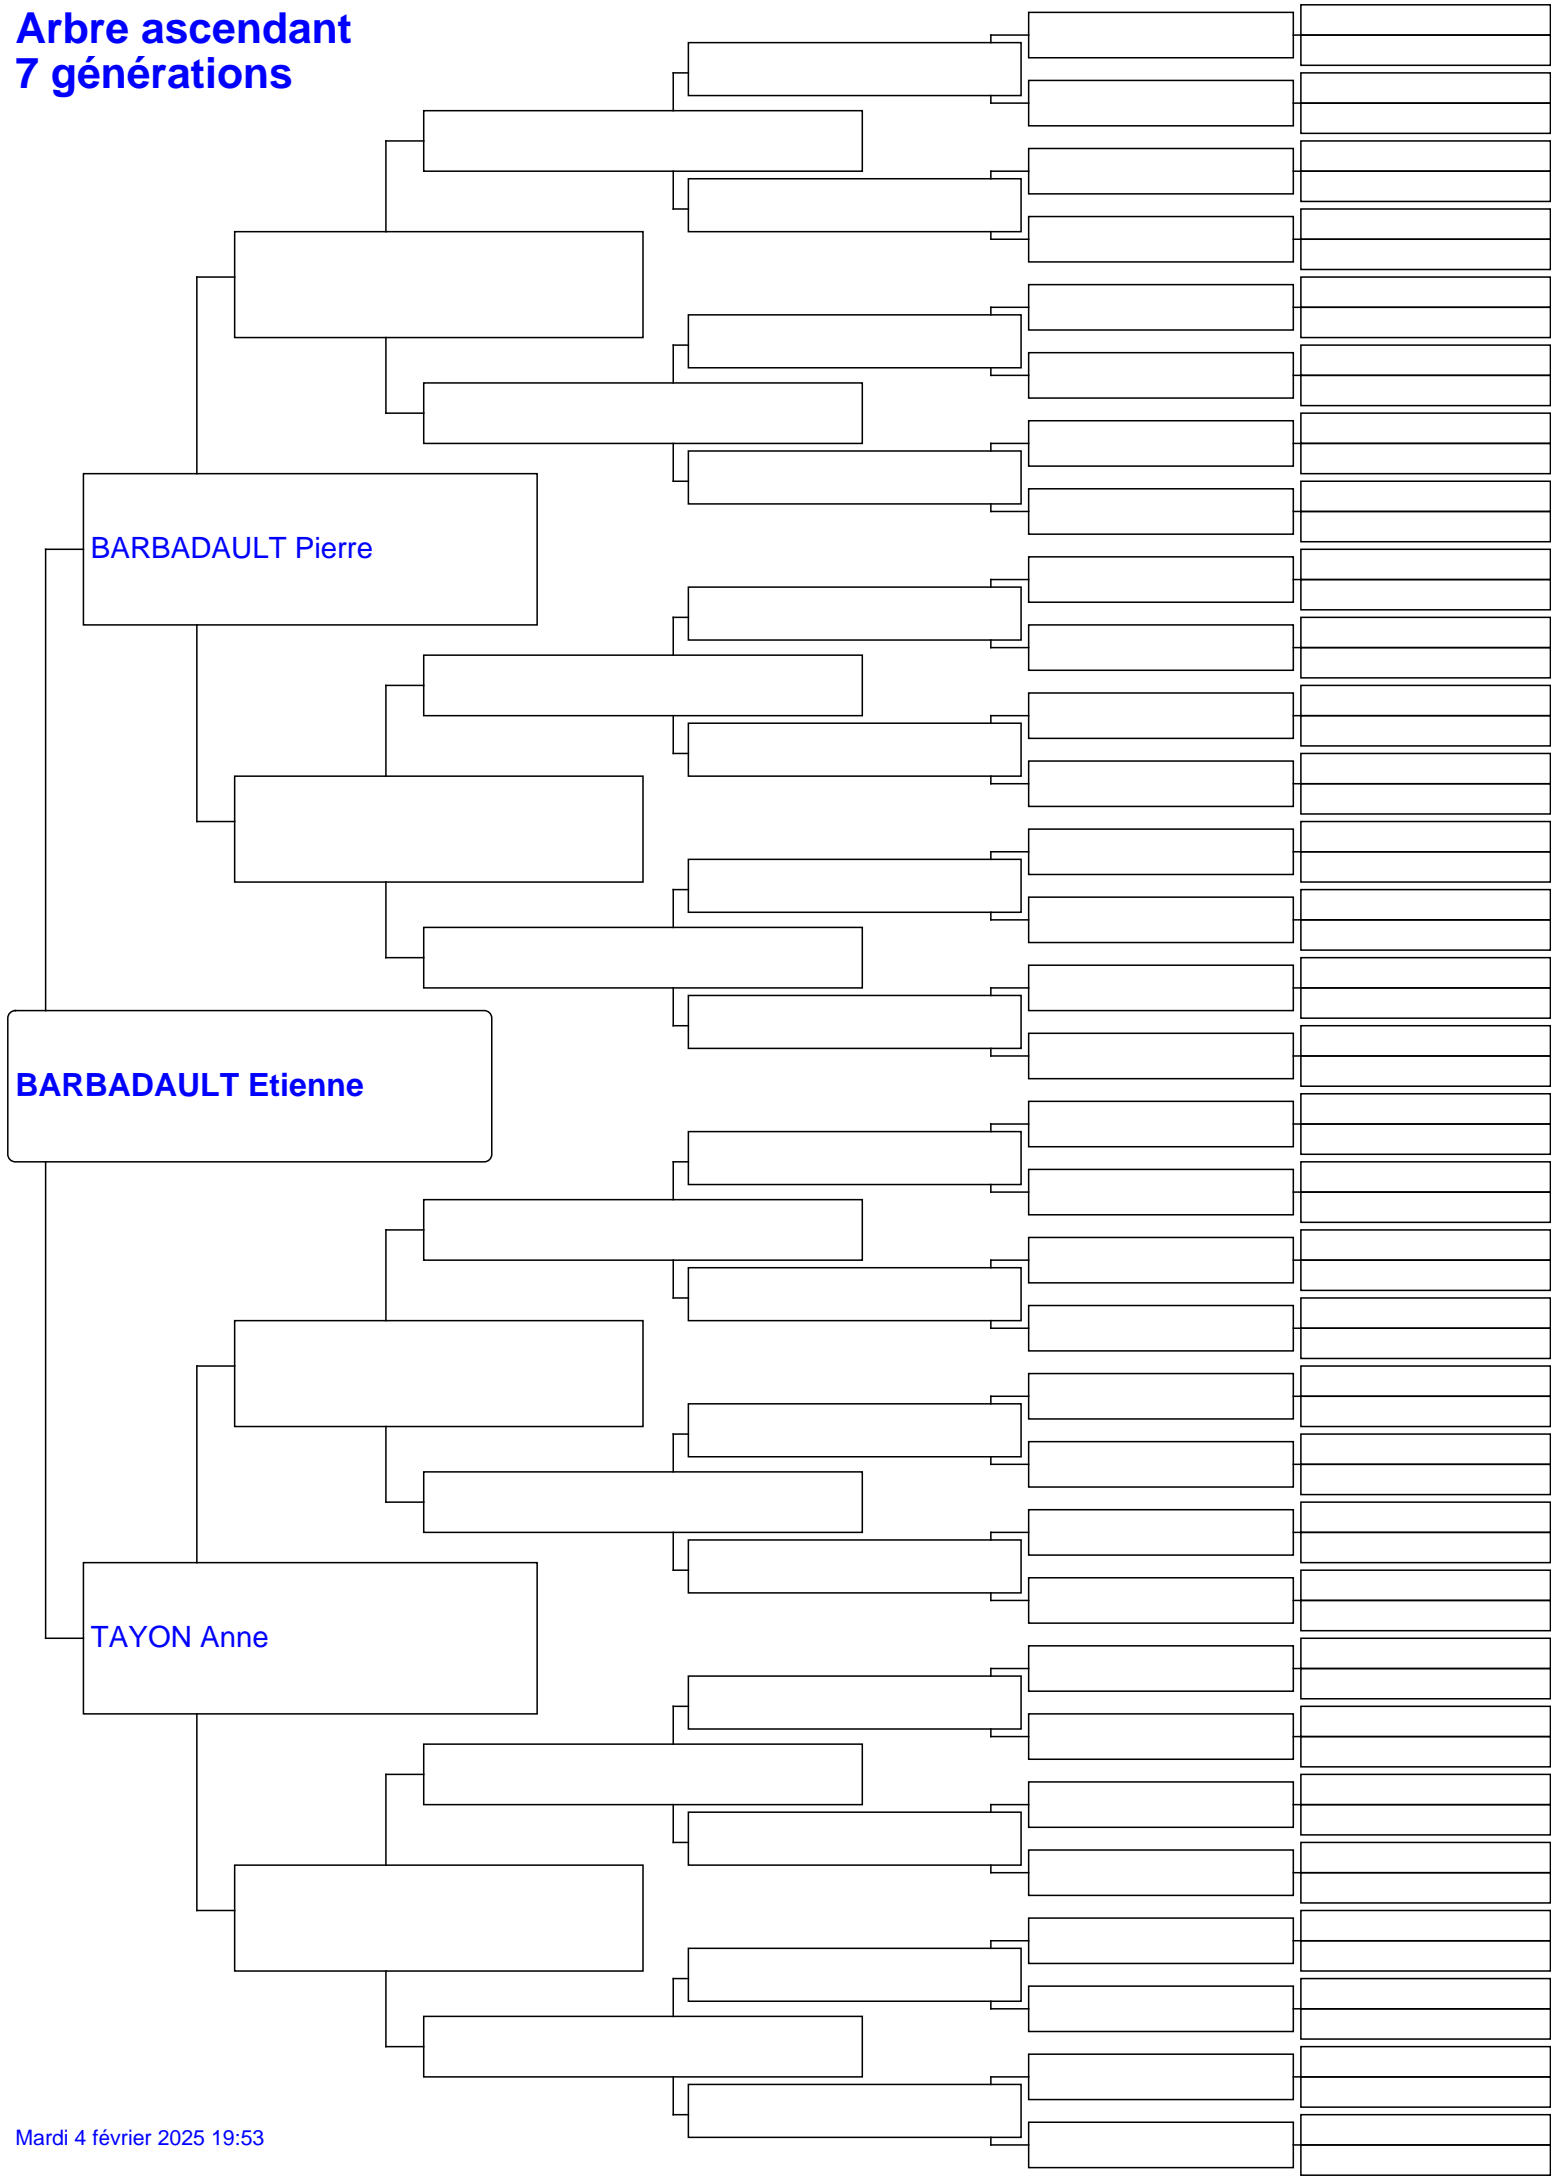 Arbre ascendant
7 générations
BARBADAULT Pierre
BARBADAULT Etienne
TAYON Anne
Mardi 4 février 2025 19:53